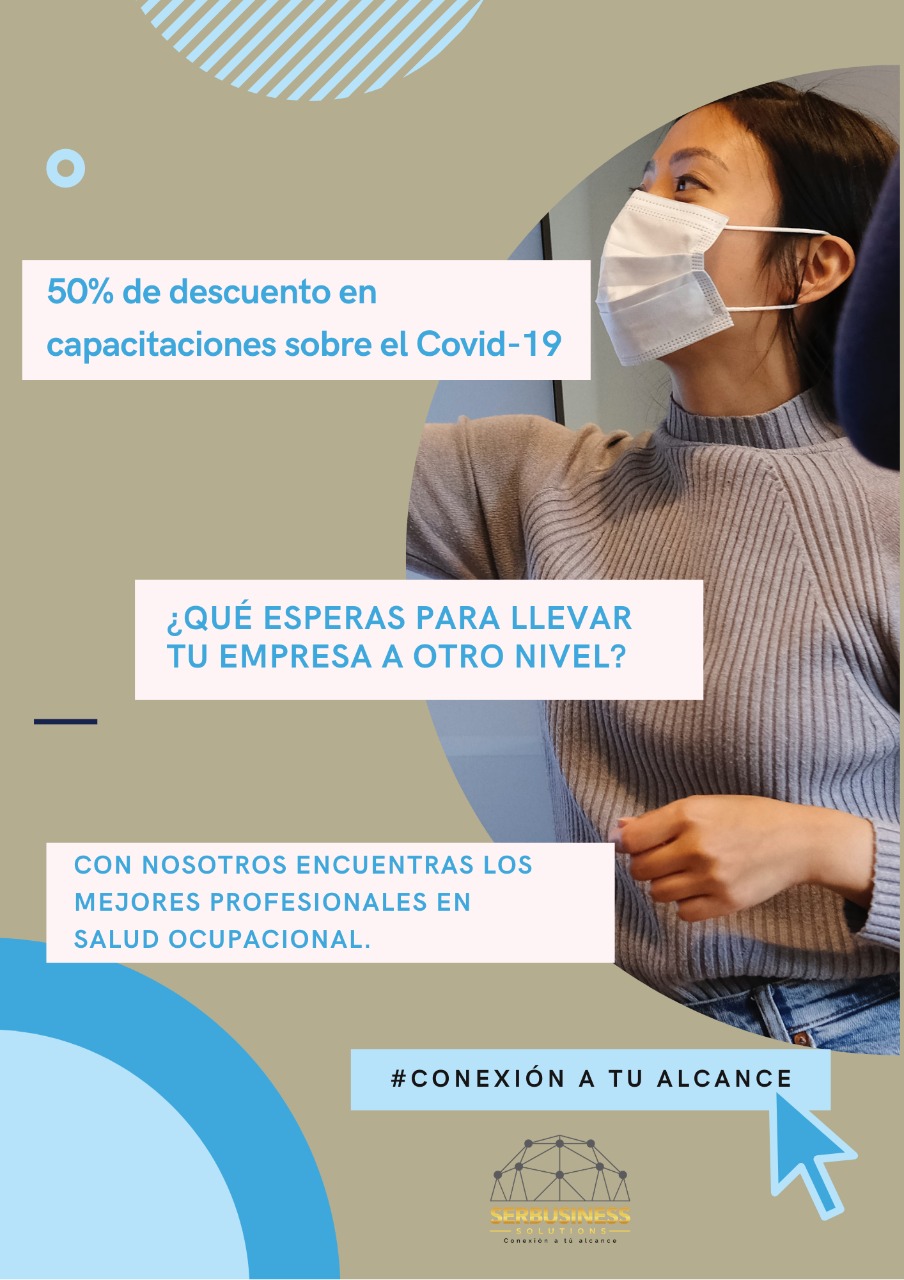 50% de descuento en
capacitaciones sobre el Covid-19
¿QUÉ ESPERAS PARA LLEVAR
TU EMPRESA A OTRO NIVEL?
CON NOSOTROS ENCUENTRAS LOS
MEJORES PROFESIONALES EN
SALUD OCUPACIONAL.
#CONEXIÓN A TU ALCANCE
SERBUSINESS
SOLUTIONS
Conexión a tú alcance